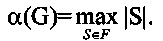 α(G)=max |S|.
S∈F